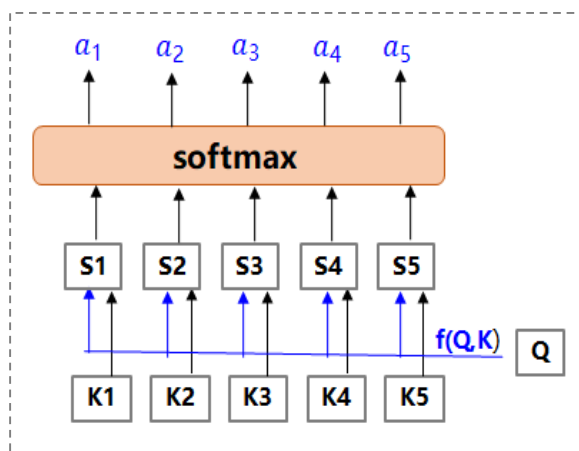 a1 a2 a3 a4 a5
softmax
S1 S2 S3 S4 S5
f(Q,K)
Q
K1 K2 K3 K4 K5